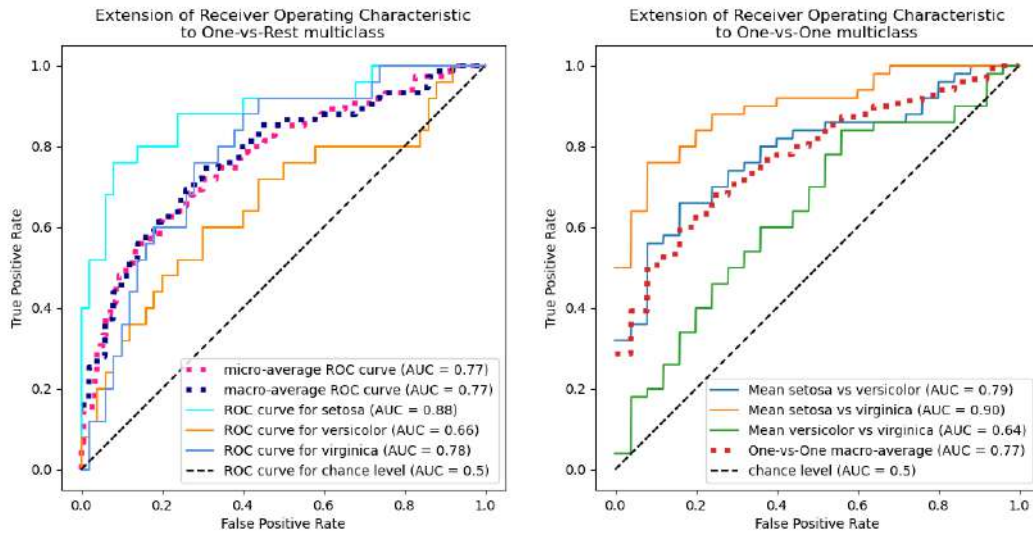 Extension of Receiver Operating Characteristic
to One-vs-Rest multiclass
True Positive Rate
1.0
0.8
0.6
0.4
0.2
0.0
micro-average ROC curve (AUC = 0.77)
macro-average ROC curve (AUC = 0.77)
ROC curve for setosa (AUC = 0.88)
ROC curve for versicolor (AUC = 0.66)
ROC curve for virginica (AUC = 0.78)
ROC curve for chance level (AUC = 0.5)
0.0 0.2 0.4 0.6 0.8 1.0
False Positive Rate
Extension of Receiver Operating Characteristic
to One-vs-One multiclass
True Positive Rate
1.0
0.8
0.6
0.4
0.2
0.0
Mean setosa vs versicolor (AUC = 0.79)
Mean setosa vs virginica (AUC = 0.90)
Mean versicolor vs virginica (AUC = 0.64)
One-vs-One macro-average (AUC = 0.77)
chance level (AUC = 0.5)
0.0 0.2 0.4 0.6 0.8 1.0
False Positive Rate